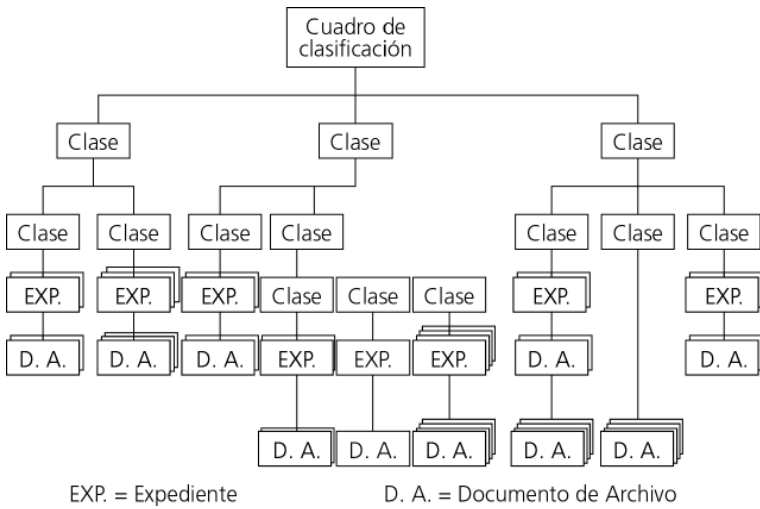 Cuadro de
clasificación
Clase Clase Clase
Clase Clase Clase Clase Clase Clase Clase
EXP. EXP. EXP. Clase Clase Clase EXP. EXP.
D. A. D. A. D. A. EXP. EXP. EXP. D. A. D. A.
D. A. D. A. D. A. D. A. D. A.
EXP. = Expediente D. A. = Documento de Archivo